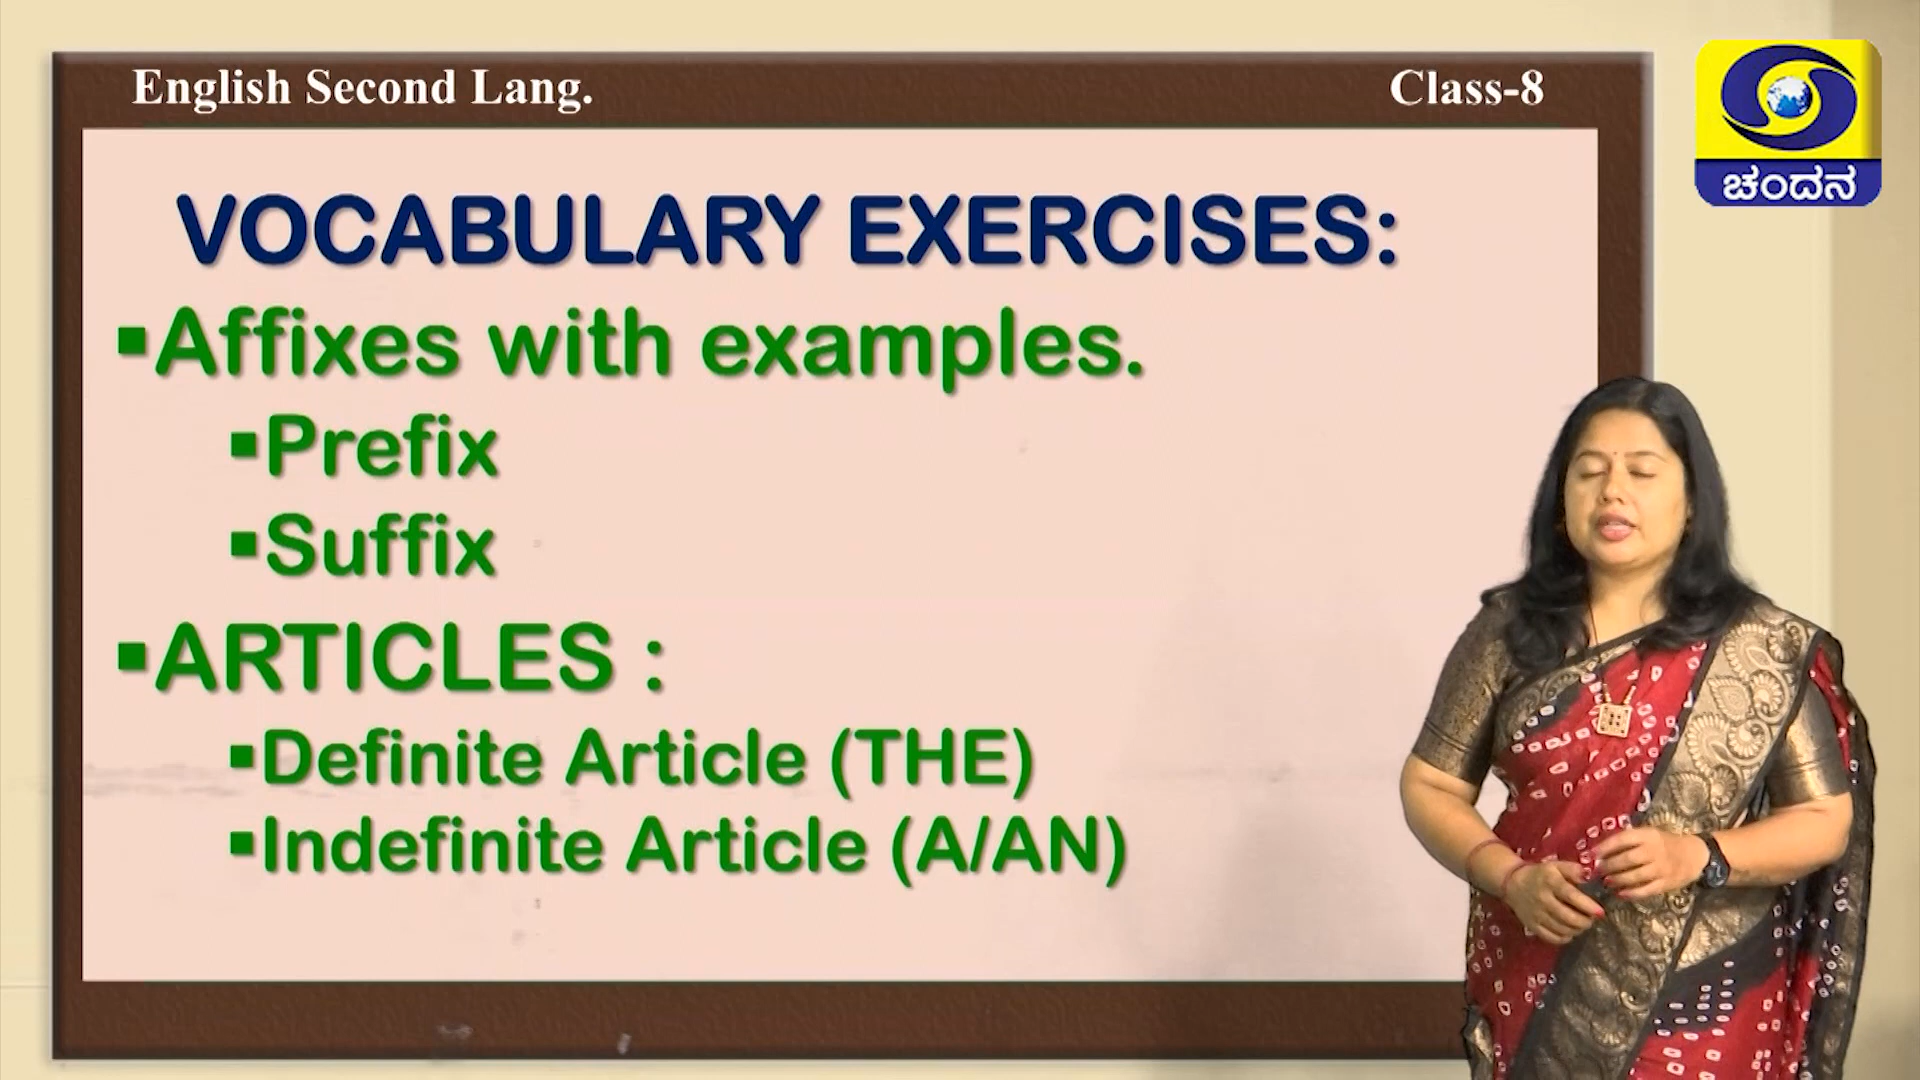 English Second Lang.
Class-8
ಚಂದನ
VOCABULARY EXERCISES:
▪Affixes with examples.
▪Prefix
▪Suffix
▪ARTICLES :
▪Definite Article (THE)
▪Indefinite Article (A/AN)